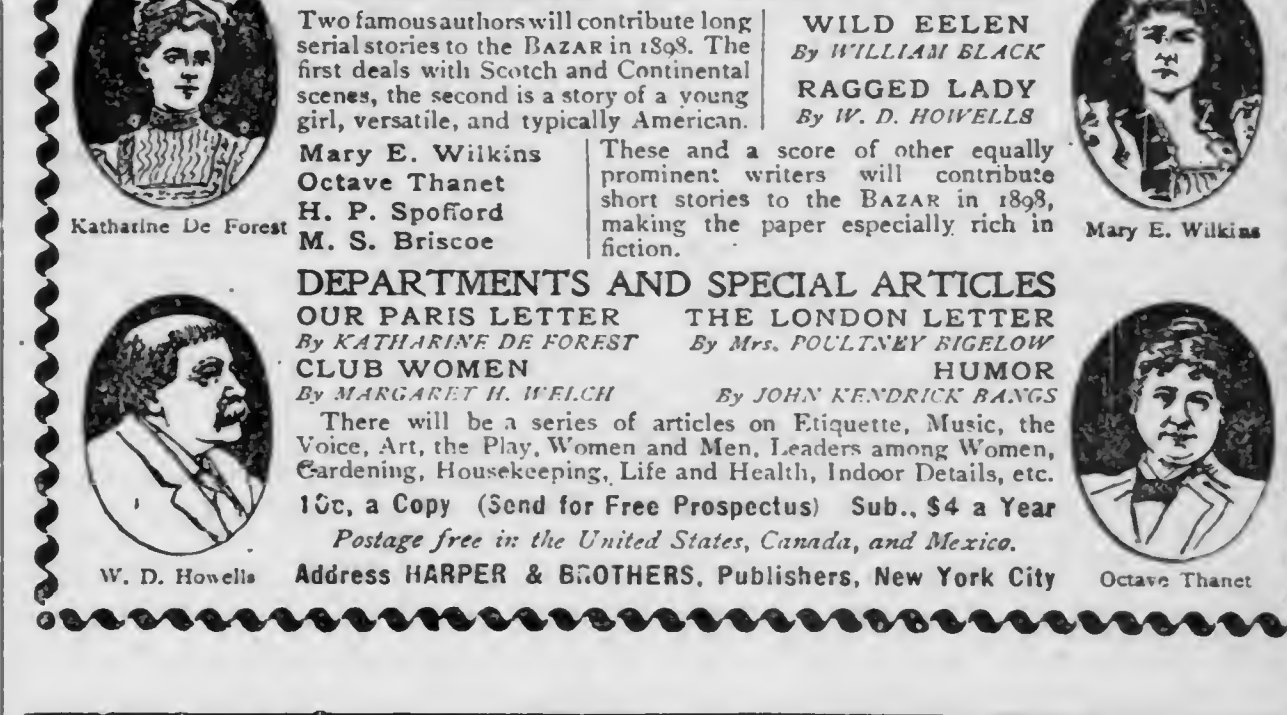 Two famous authors will contribute long
serial stories to the BAZAR in 1898. The
first deals with Scotch and Continental
scenes, the second is a story of a young
girl, versatile, and typically American.
WILD EELEN
By WILLIAM BLACK
RAGGED LADY
By W. D. HOWELLS
Mary E. Wilkins
Octave Thanet
H. P. Spofford
M. S. Briscoe
These and a score of other equally
prominent writers will contribute
short stories to the BAZAR in 1898,
making the paper especially rich in
fiction.
Katharine De Forest
Mary E. Wilkins
DEPARTMENTS AND SPECIAL ARTICLES
OUR PARIS LETTER
By KATHARINE DE FOREST
THE LONDON LETTER
By Mrs. POULTNEY BIGELOW
CLUB WOMEN
By MARGARET H. WELCH
HUMOR
By JOHN KENDRICK BANGS
There will be a series of articles on Etiquette, Music, the
Voice, Art, the Play, Women and Men, Leaders among Women,
Gardening, Housekeeping, Life and Health, Indoor Details, etc.
10c, a Copy (Send for Free Prospectus) Sub., $4 a Year
Postage free in the United States, Canada, and Mexico.
Address HARPER & BROTHERS, Publishers, New York City
W. D. Howells
Octave Thanet